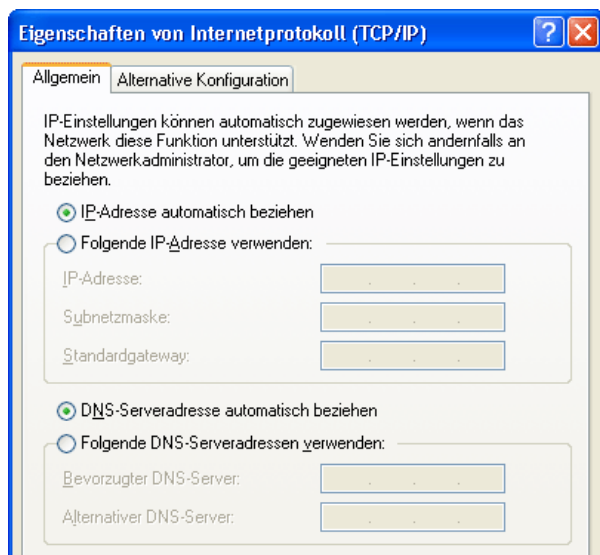 Eigenschaften von Internetprotokoll (TCP/IP)
Allgemein
Alternative Konfiguration
IP-Einstellungen können automatisch zugewiesen werden, wenn das
Netzwerk diese Funktion unterstützt. Wenden Sie sich andernfalls an
den Netzwerkadministrator, um die geeigneten IP-Einstellungen zu
beziehen.
IP-Adresse automatisch beziehen
Folgende IP-Adresse verwenden:
IP-Adresse:
Subnetzmaske:
Standardgateway:
DNS-Serveradresse automatisch beziehen
Folgende DNS-Serveradressen verwenden:
Bevorzugter DNS-Server:
Alternativer DNS-Server: